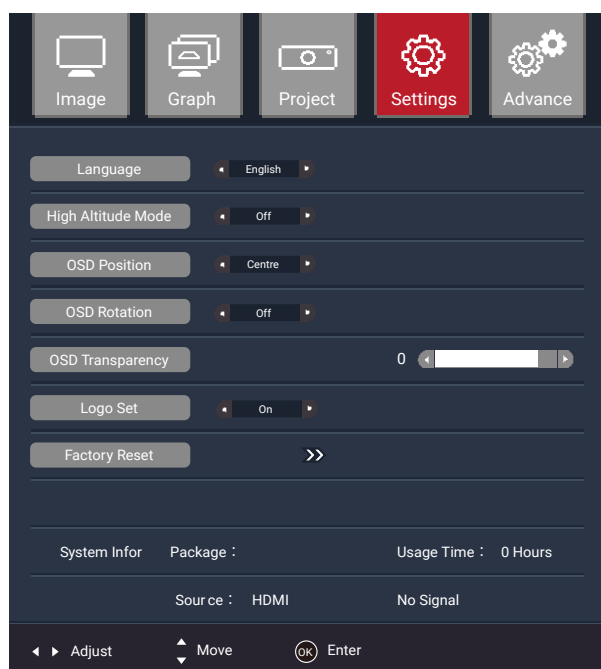 Image Graph Project Settings Advance
Language English
High Altitude Mode Off
OSD Position Centre
OSD Rotation Off
OSD Transparency 0
Logo Set On
Factory Reset
System Infor Package： Usage Time： 0 Hours
Source： HDMI No Signal
Adjust Move OK Enter